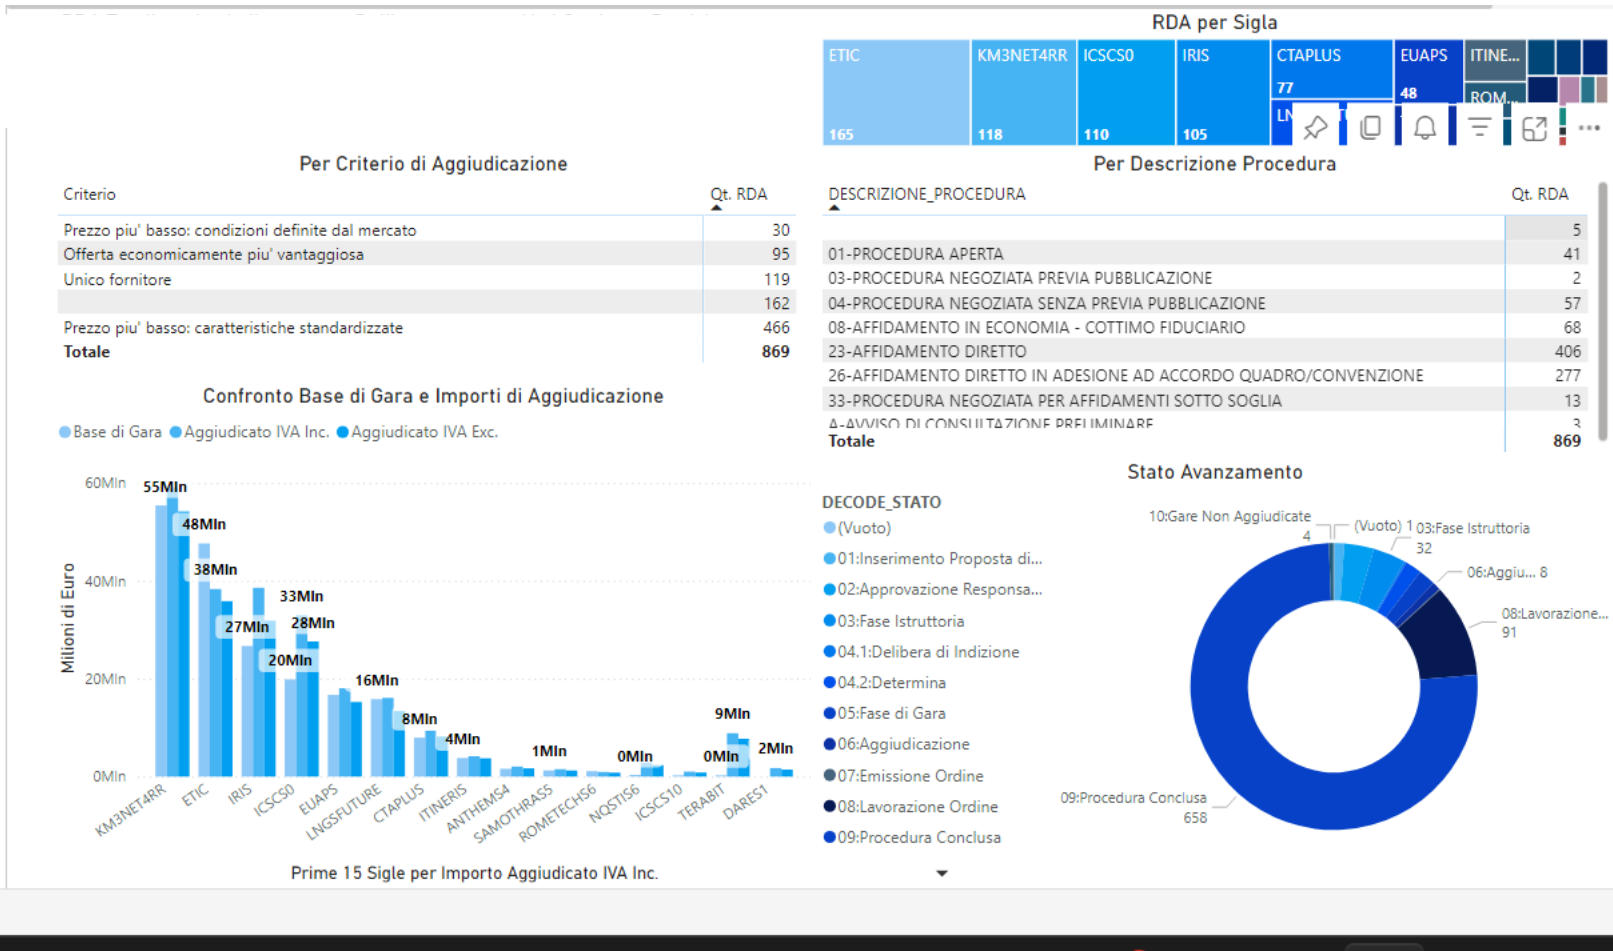 RDA per Sigla
ETIC
165
KM3NET4RR
118
ICSCS0
110
IRIS
105
CTAPLUS
77
EUAPS
48
ITINE...
ROM...
Per Criterio di Aggiudicazione
Criterio Qt. RDA
Prezzo piu' basso: condizioni definite dal mercato 30
Offerta economicamente piu' vantaggiosa 95
Unico fornitore 119
162
Prezzo piu' basso: caratteristiche standardizzate 466
Totale 869
Per Descrizione Procedura
DESCRIZIONE_PROCEDURA Qt. RDA
5
01-PROCEDURA APERTA 41
03-PROCEDURA NEGOZIATA PREVIA PUBBLICAZIONE 2
04-PROCEDURA NEGOZIATA SENZA PREVIA PUBBLICAZIONE 57
08-AFFIDAMENTO IN ECONOMIA - COTTIMO FIDUCIARIO 68
23-AFFIDAMENTO DIRETTO 406
26-AFFIDAMENTO DIRETTO IN ADESIONE AD ACCORDO QUADRO/CONVENZIONE 277
33-PROCEDURA NEGOZIATA PER AFFIDAMENTI SOTTO SOGLIA 13
A-AVVISO DI CONSULTAZIONE PRELIMINARE 3
Totale 869
Confronto Base di Gara e Importi di Aggiudicazione
Base di Gara Aggiudicato IVA Inc. Aggiudicato IVA Exc.
Milioni di Euro
60Mln
40Mln
20Mln
0Mln
55Mln
48Mln
38Mln
27Mln
33Mln
28Mln
20Mln
16Mln
8Mln
4Mln
1Mln
0Mln
9Mln
0Mln
2Mln
KM3NET4RR
ETIC
IRIS
ICSCS0
EUAPS
LNGSFUTURE
CTAPLUS
ITINERIS
ANTHEMS4
SAMOTHRAS5
ROMETECHS6
NQSTIS6
ICSCS10
TERABIT
DARES1
Prime 15 Sigle per Importo Aggiudicato IVA Inc.
Stato Avanzamento
DECODE_STATO
(Vuoto)
01:Inserimento Proposta di...
02:Approvazione Responsa...
03:Fase Istruttoria
04.1:Delibera di Indizione
04.2:Determina
05:Fase di Gara
06:Aggiudicazione
07:Emissione Ordine
08:Lavorazione Ordine
09:Procedura Conclusa
10:Gare Non Aggiudicate
4
(Vuoto) 1
03:Fase Istruttoria
32
06:Aggiu... 8
08:Lavorazione...
91
09:Procedura Conclusa
658